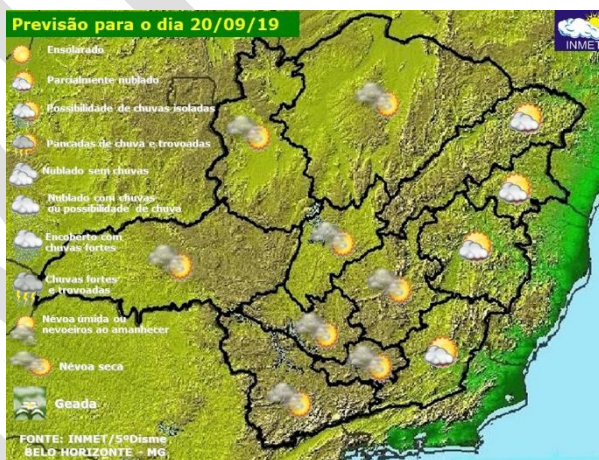 Previsão para o dia 20/09/19
INMET
Ensolarado
Parcialmente nublado
Possibilidade de chuvas isoladas
Pancadas de chuva e trovoadas
Nublado sem chuvas
Nublado com chuvas
ou possibilidade de chuva
Encoberto com
chuvas fortes
Chuvas fortes
e trovoadas
Névoa úmida ou
nevoeiros ao amanhecer
Névoa seca
Geada
FONTE: INMET/5ºDisme
BELO HORIZONTE - MG